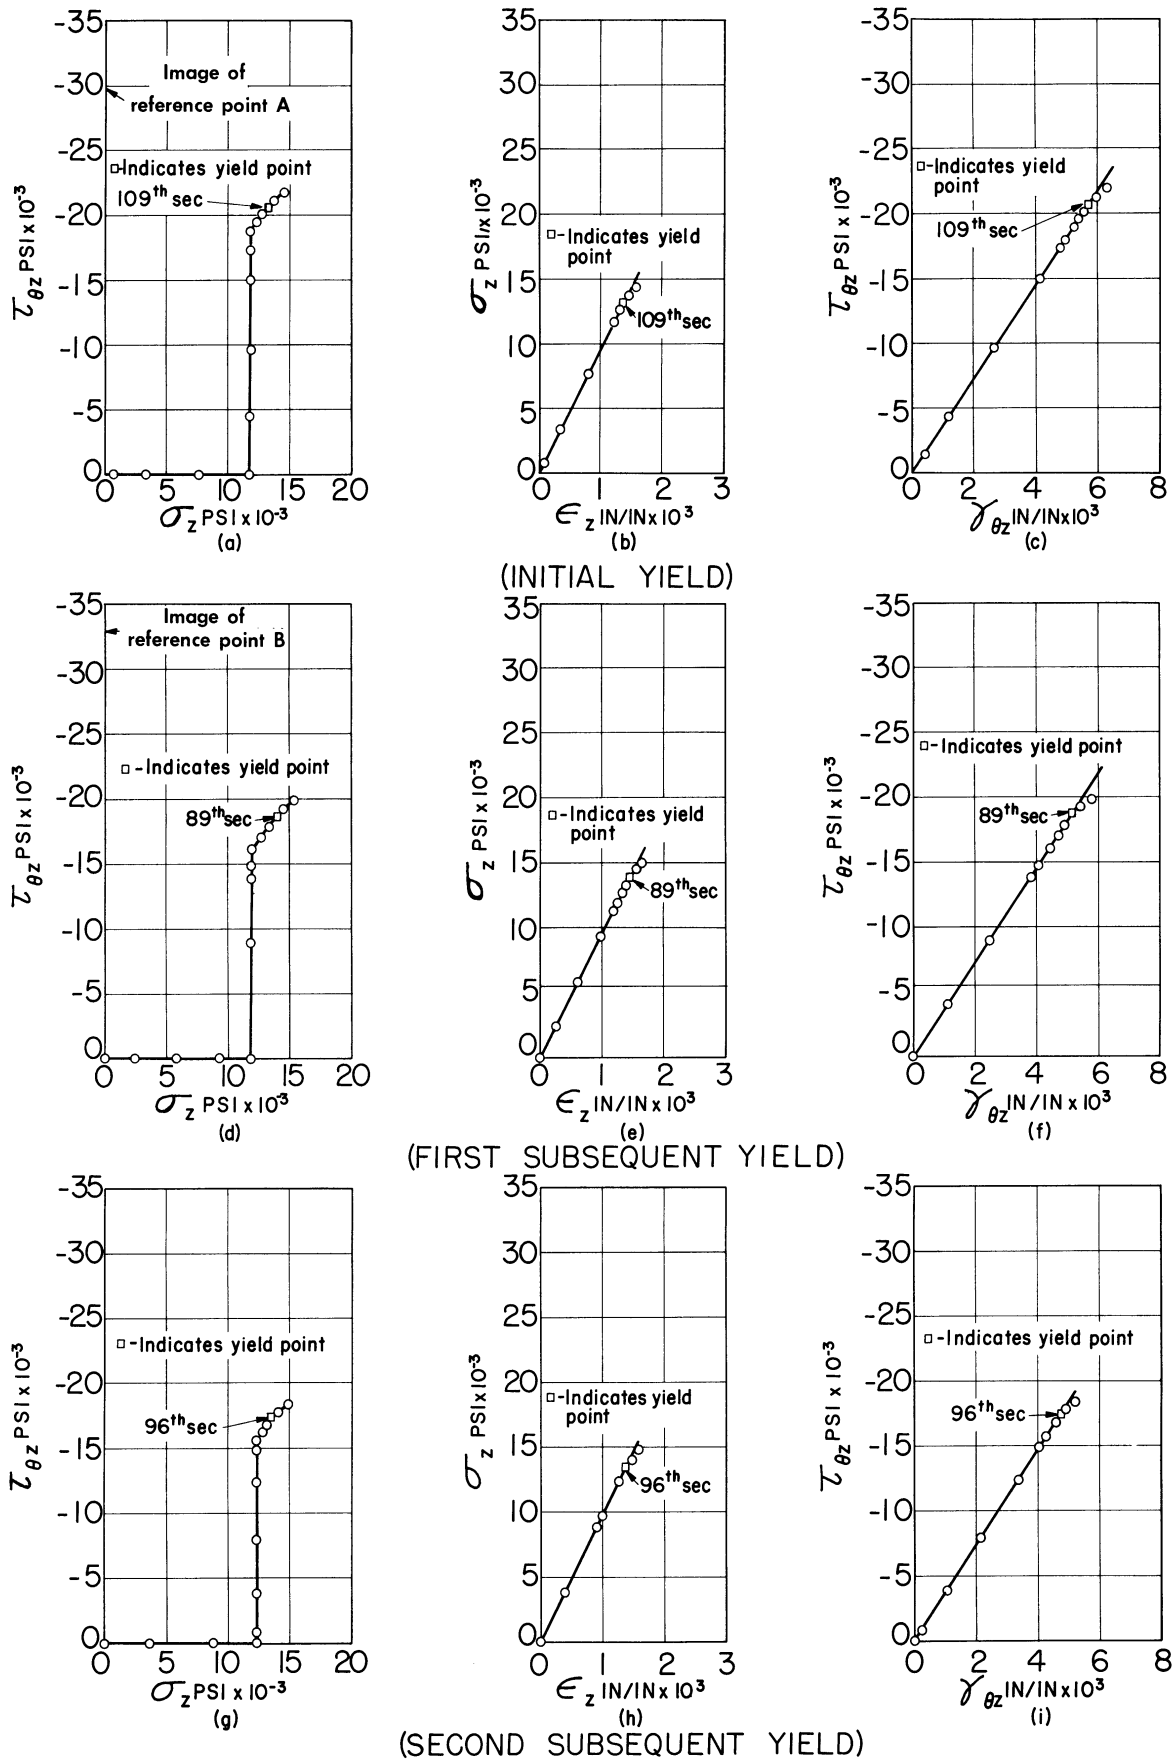 -35
-30
-25
-20
-15
-10
-5
0
Image of
reference point A
□-Indicates yield point
109th sec
τθz PSI x 10-3
0 5 10 15 20
σz PSI x 10-3
(a)
35
30
25
20
15
10
5
0
□-Indicates yield
point
109th sec
σz PSI x 10-3
0 1 2 3
εz IN/IN x 103
(b)
-35
-30
-25
-20
-15
-10
-5
0
□-Indicates yield
point
109th sec
τθz PSI x 10-3
0 2 4 6 8
γθz IN/IN x 103
(c)
(INITIAL YIELD)
-35
-30
-25
-20
-15
-10
-5
0
Image of
reference point B
□-Indicates yield point
89th sec
τθz PSI x 10-3
0 5 10 15 20
σz PSI x 10-3
(d)
35
30
25
20
15
10
5
0
□-Indicates yield
point
89th sec
σz PSI x 10-3
0 1 2 3
εz IN/IN x 103
(e)
-35
-30
-25
-20
-15
-10
-5
0
□-Indicates yield point
89th sec
τθz PSI x 10-3
0 2 4 6 8
γθz IN/IN x 103
(f)
(FIRST SUBSEQUENT YIELD)
-35
-30
-25
-20
-15
-10
-5
0
□-Indicates yield point
96th sec
τθz PSI x 10-3
0 5 10 15 20
σz PSI x 10-3
(g)
35
30
25
20
15
10
5
0
□-Indicates yield
point
96th sec
σz PSI x 10-3
0 1 2 3
εz IN/IN x 103
(h)
-35
-30
-25
-20
-15
-10
-5
0
□-Indicates yield point
96th sec
τθz PSI x 10-3
0 2 4 6 8
γθz IN/IN x 103
(i)
(SECOND SUBSEQUENT YIELD)